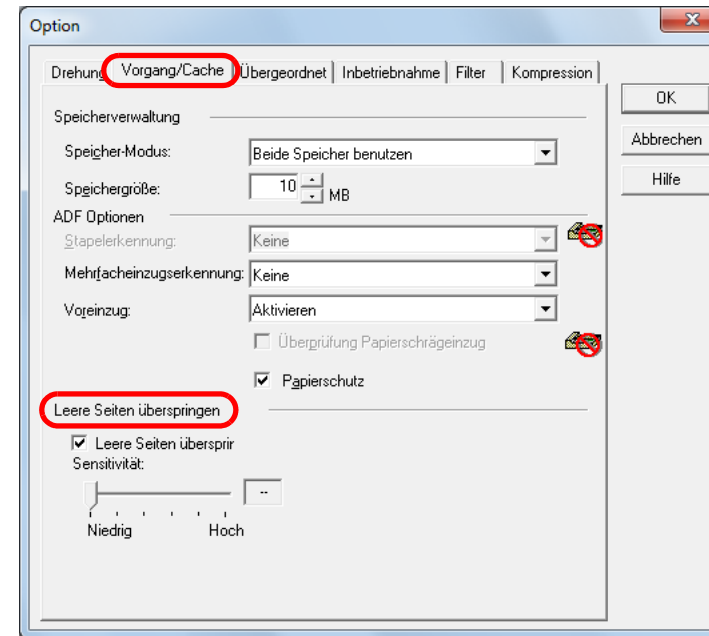 Option
Drehung Vorgang/Cache Übergeordnet Inbetriebnahme Filter Kompression
OK
Abbrechen
Hilfe
Speicherverwaltung
Speicher-Modus: Beide Speicher benutzen
Speichergröße: 10 MB
ADF Optionen
Stapelerkennung: Keine
Mehrfacheinzugserkennung: Keine
Voreinzug: Aktivieren
Überprüfung Papierschrägeinzug
Papierschutz
Leere Seiten überspringen
Leere Seiten überspr
Sensitivität:
--
Niedrig Hoch